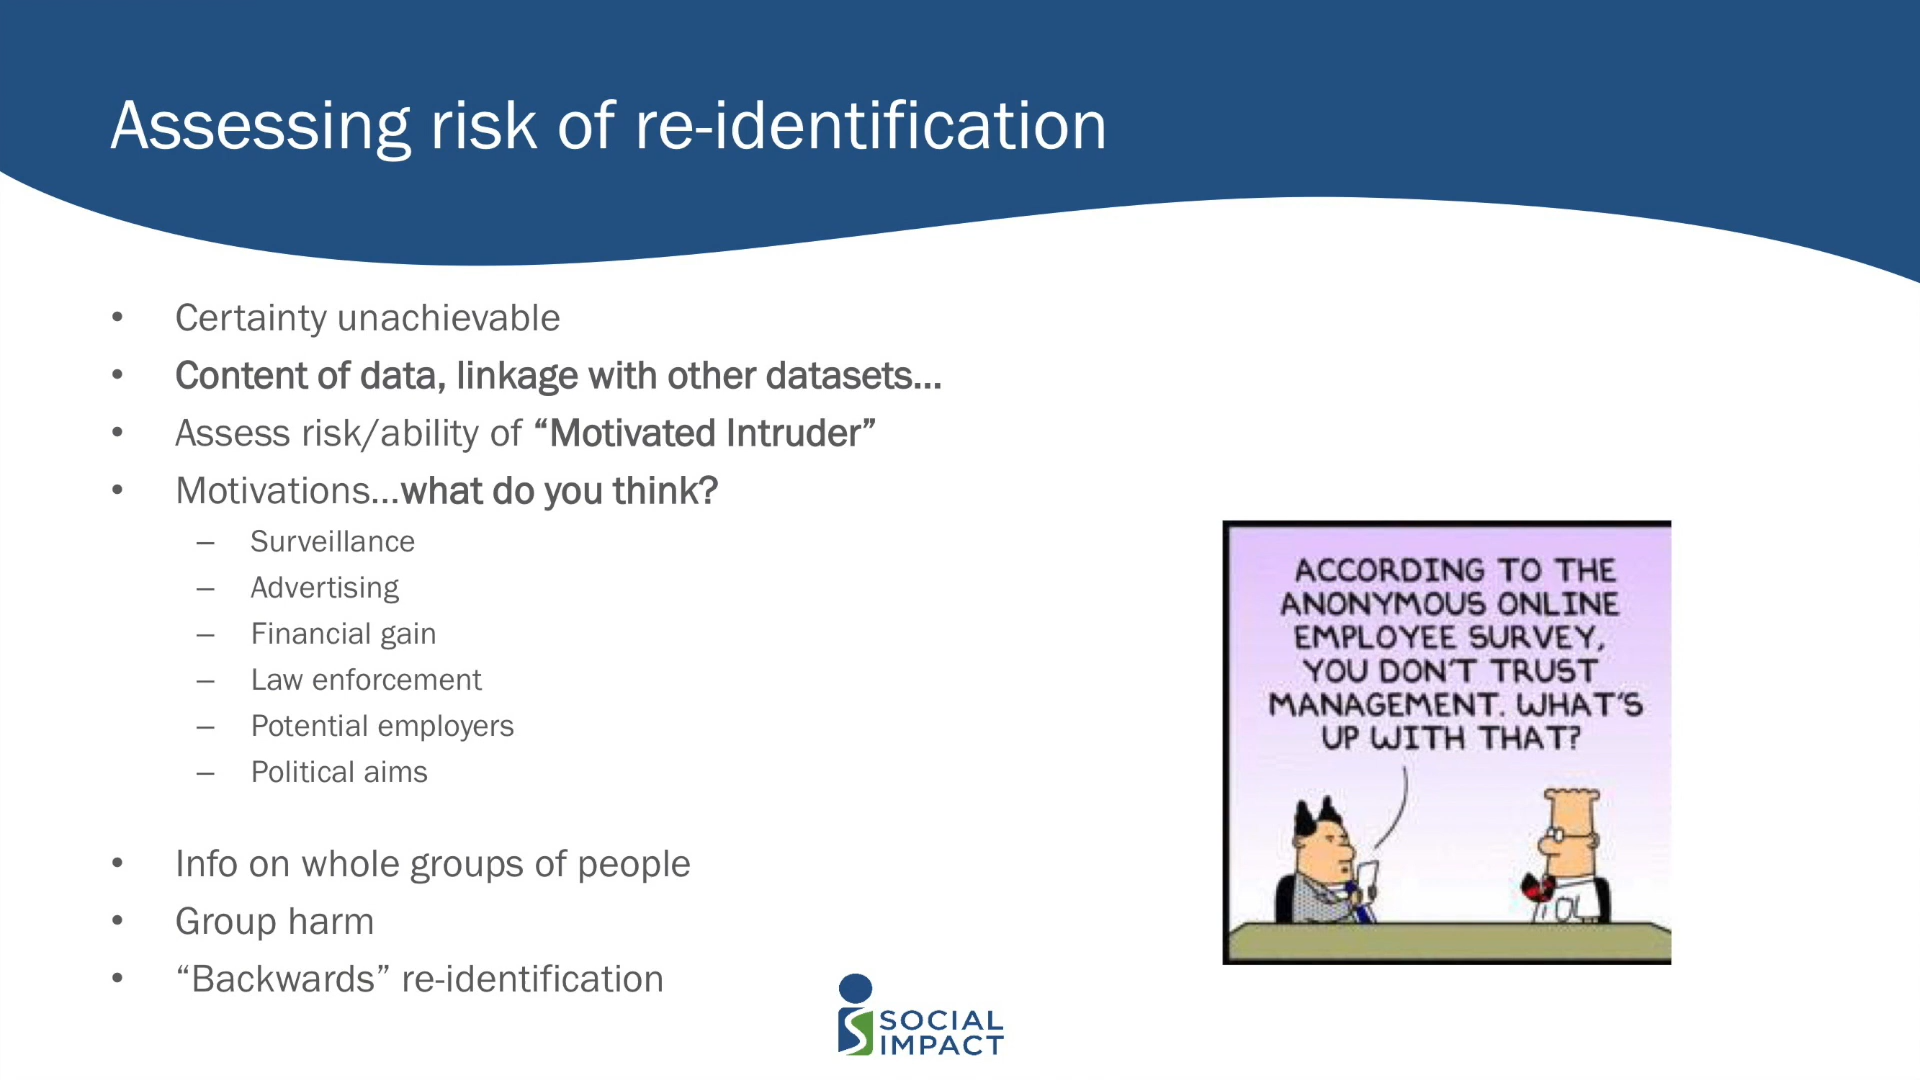 Assessing risk of re-identification
• Certainty unachievable
• Content of data, linkage with other datasets...
• Assess risk/ability of “Motivated Intruder”
• Motivations...what do you think?
– Surveillance
– Advertising
– Financial gain
– Law enforcement
– Potential employers
– Political aims
• Info on whole groups of people
• Group harm
• “Backwards” re-identification
ACCORDING TO THE
ANONYMOUS ONLINE
EMPLOYEE SURVEY,
YOU DON'T TRUST
MANAGEMENT. WHAT'S
UP WITH THAT?
SOCIAL
IMPACT